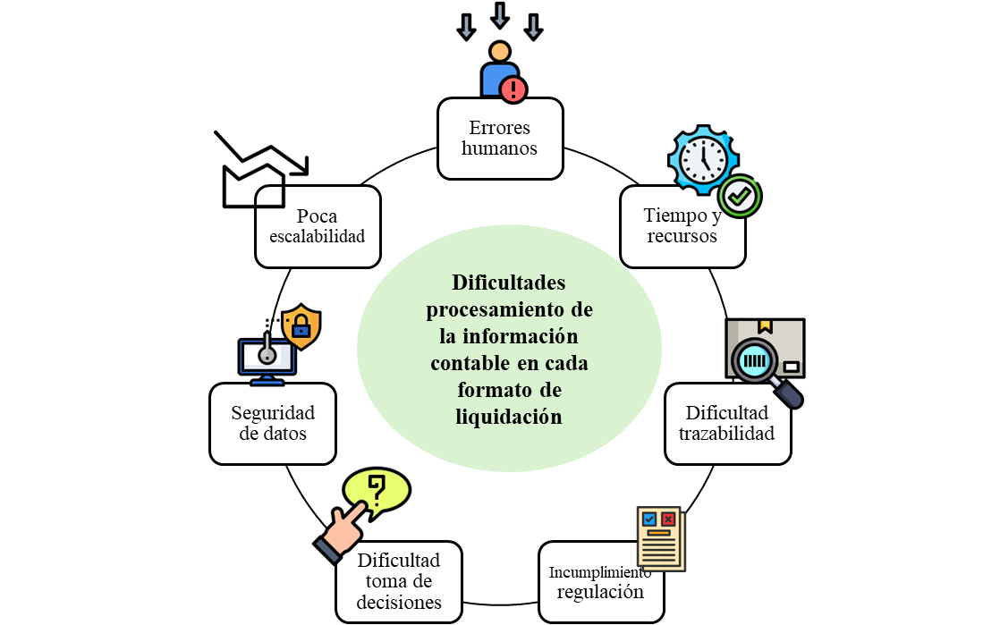 Errores
humanos
Tiempo y
recursos
Dificultad
trazabilidad
Incumplimiento
regulación
Dificultad
toma de
decisiones
Seguridad
de datos
Poca
escalabilidad
Dificultades
procesamiento de
la información
contable en cada
formato de
liquidación